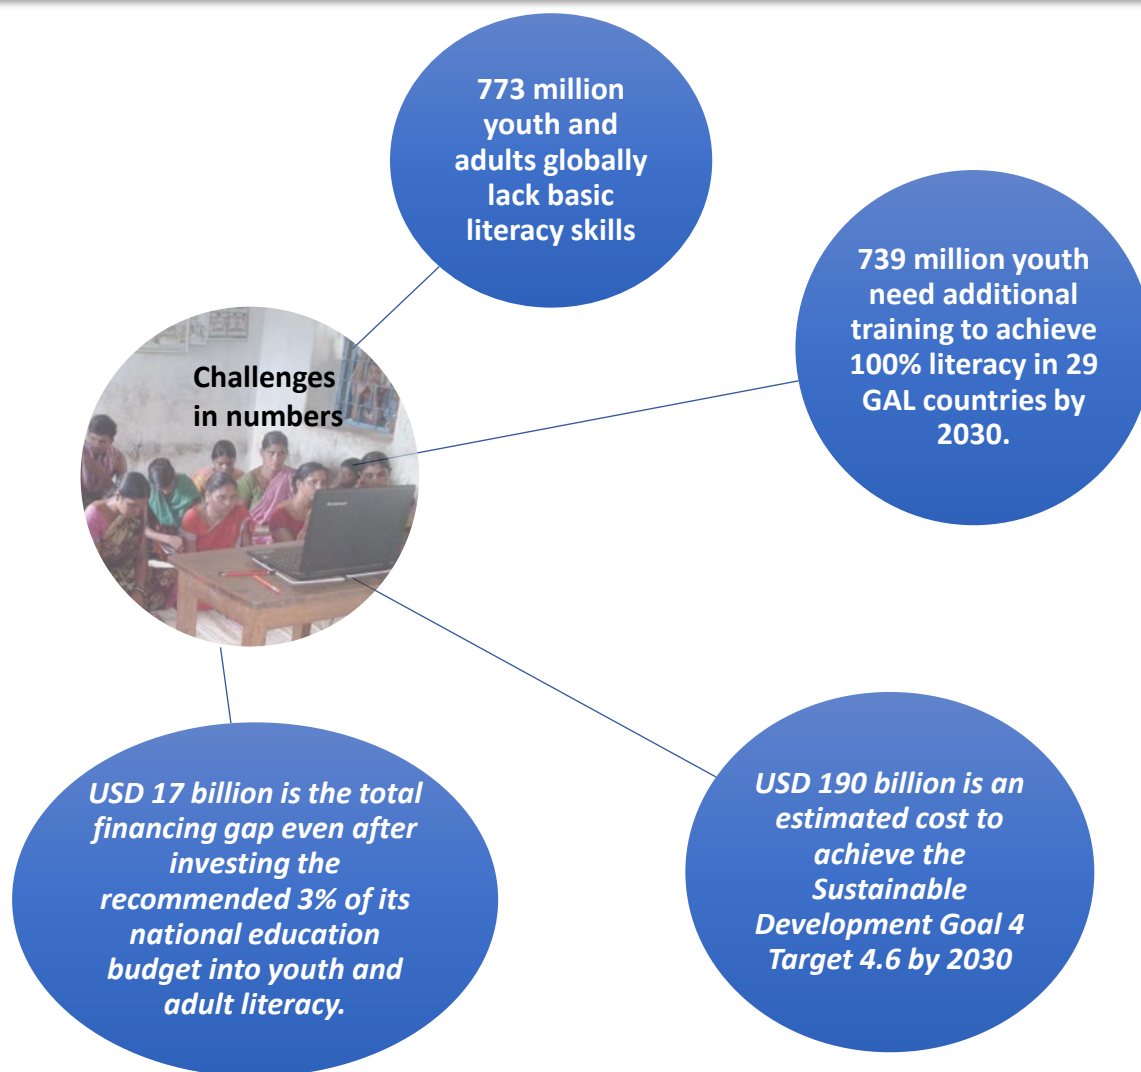 773 million
youth and
adults globally
lack basic
literacy skills
739 million youth
need additional
training to achieve
100% literacy in 29
GAL countries by
2030.
Challenges
in numbers
USD 17 billion is the total
financing gap even after
investing the
recommended 3% of its
national education
budget into youth and
adult literacy.
USD 190 billion is an
estimated cost to
achieve the
Sustainable
Development Goal 4
Target 4.6 by 2030